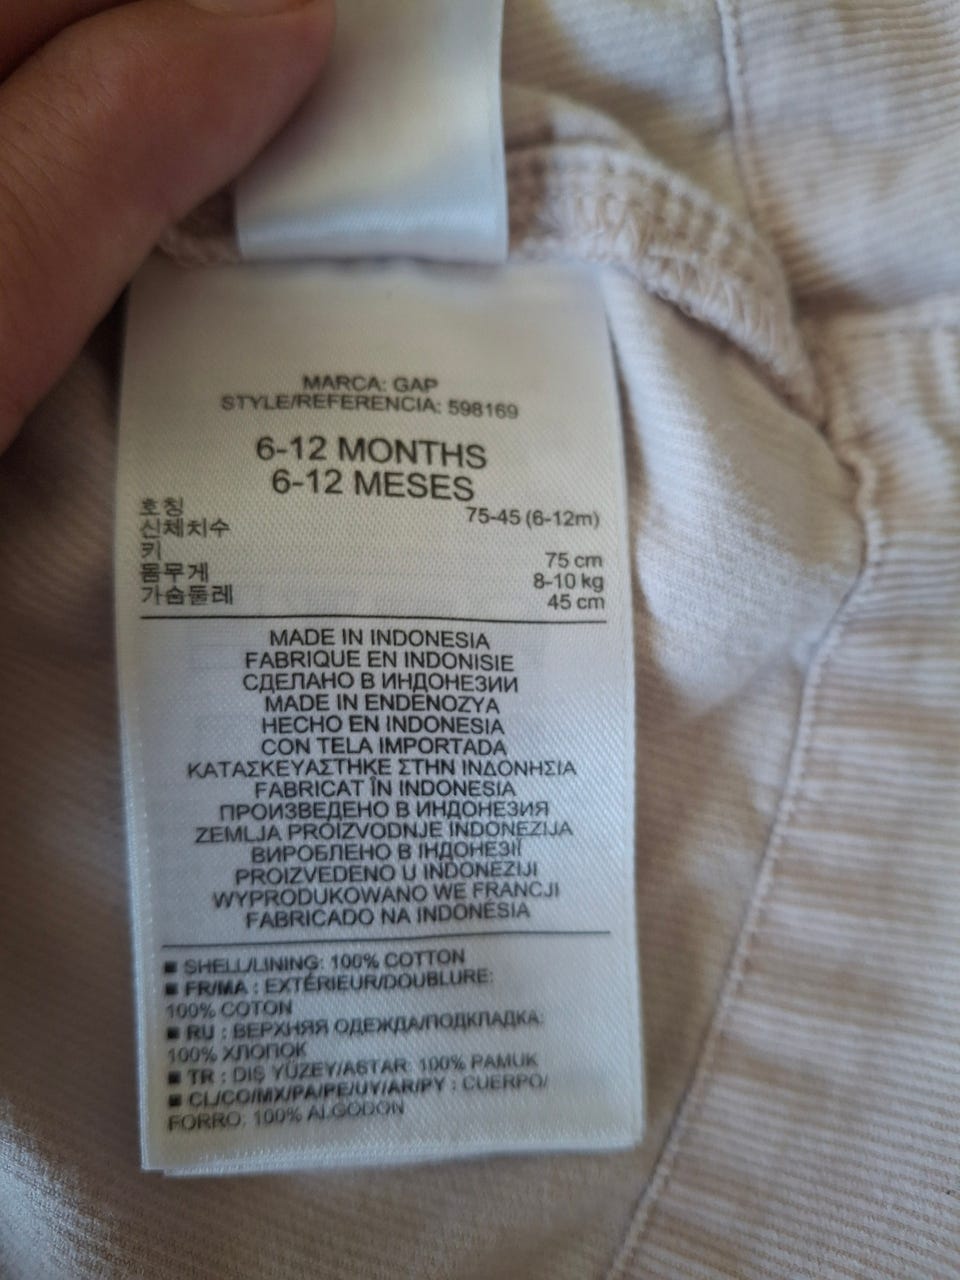 MARCA: GAP
STYLE/REFERENCIA: 598169
6-12 MONTHS
6-12 MESES
호칭 75-45 (6-12m)
신체치수
키 75 cm
몸무게 8-10 kg
가슴둘레 45 cm
MADE IN INDONESIA
FABRIQUE EN INDONISIE
СДЕЛАНО В ИНДОНЕЗИИ
MADE IN ENDENOZYA
HECHO EN INDONESIA
CON TELA IMPORTADA
ΚΑΤΑΣΚΕΥΑΣΤΗΚΕ ΣΤΗΝ ΙΝΔΟΝΗΣΙΑ
FABRICAT ÎN INDONESIA
ПРОИЗВЕДЕНО В ИНДОНЕЗИЯ
ZEMLJA PROIZVODNJE INDONEZIJA
ВИРОБЛЕНО В ІНДОНЕЗІЇ
PROIZVEDENO U INDONEZIJI
WYPRODUKOWANO WE FRANCJI
FABRICADO NA INDONÉSIA
■ SHELL/LINING: 100% COTTON
■ FR/MA : EXTÉRIEUR/DOUBLURE:
100% COTON
■ RU : ВЕРХНЯЯ ОДЕЖДА/ПОДКЛАДКА:
100% ХЛОПОК
■ TR : DIŞ YÜZEY/ASTAR: 100% PAMUK
■ CL/CO/MX/PA/PE/UY/AR/PY : CUERPO/
FORRO: 100% ALGODON